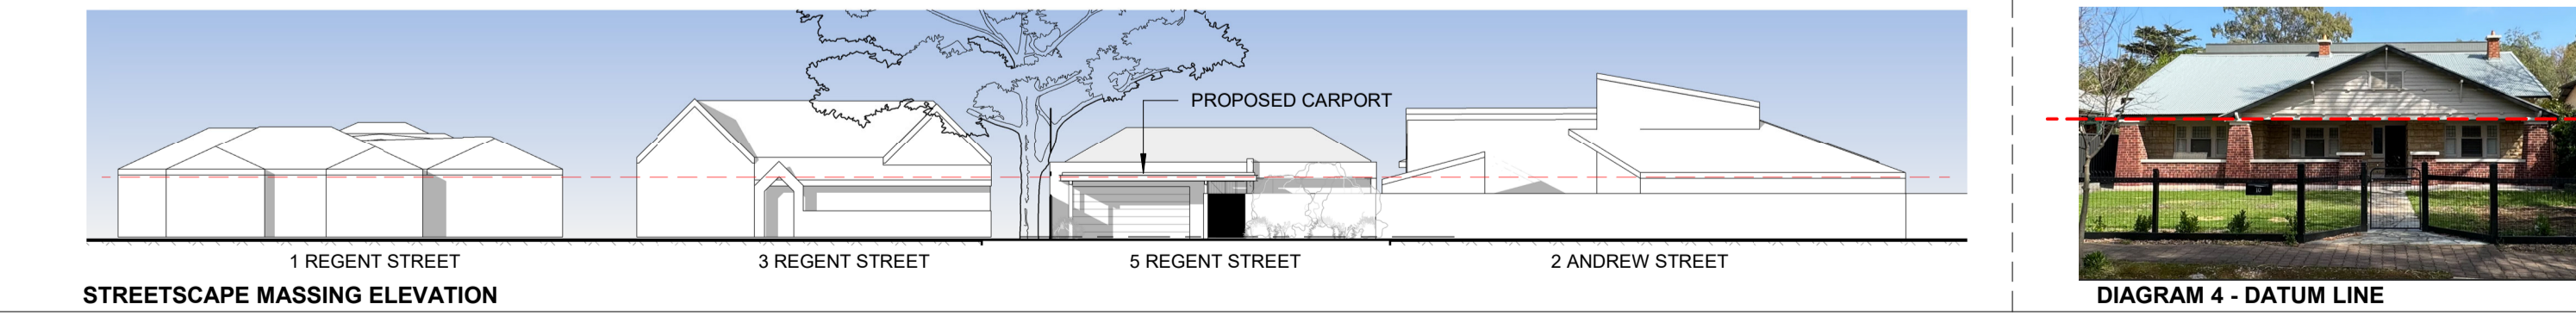 PROPOSED CARPORT
1 REGENT STREET
3 REGENT STREET
5 REGENT STREET
2 ANDREW STREET
STREETSCAPE MASSING ELEVATION
DIAGRAM 4 - DATUM LINE